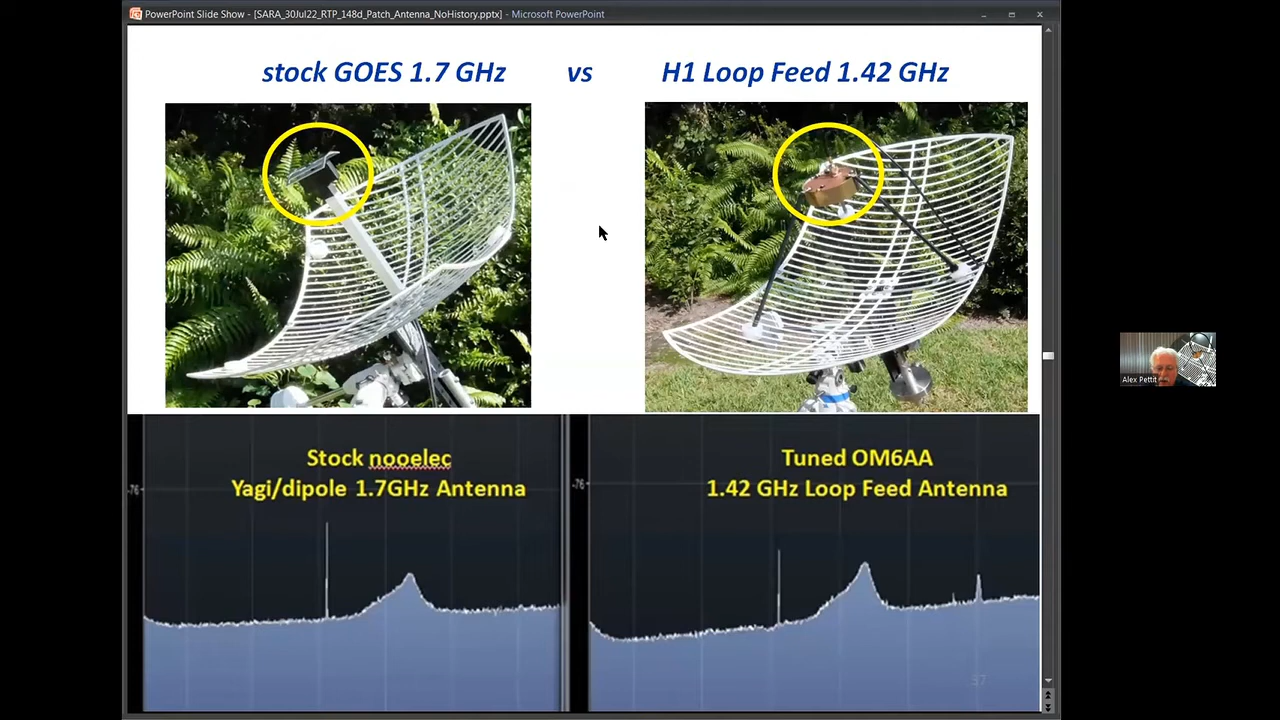 PowerPoint Slide Show - [SARA_30Jul22_RTP_148d_Patch_Antenna_NoHistory.pptx] - Microsoft PowerPoint
stock GOES 1.7 GHz vs H1 Loop Feed 1.42 GHz
Alex Pettit
Stock nooelec
Yagi/dipole 1.7GHz Antenna
-76
Tuned OM6AA
1.42 GHz Loop Feed Antenna
-76
37